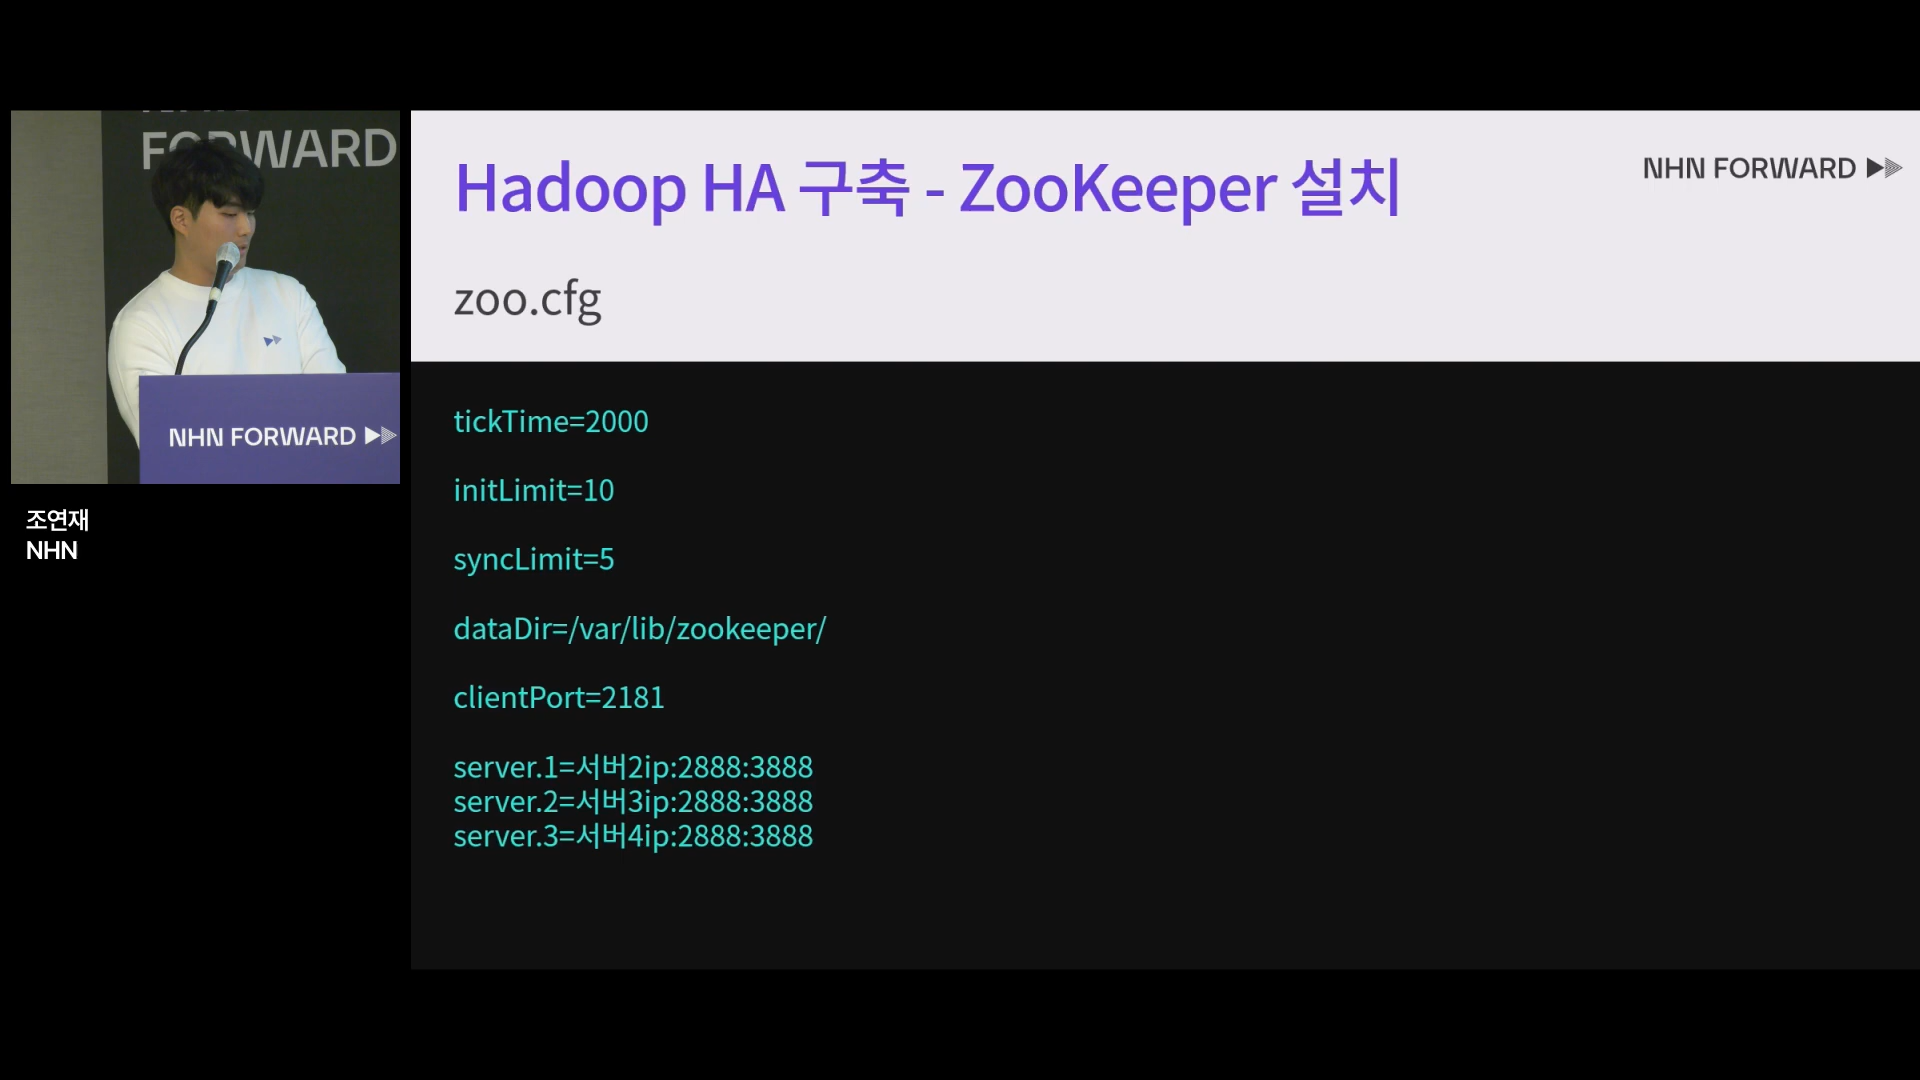 FORWARD
NHN FORWARD
조연재
NHN
Hadoop HA 구축 - ZooKeeper 설치
NHN FORWARD
zoo.cfg
tickTime=2000
initLimit=10
syncLimit=5
dataDir=/var/lib/zookeeper/
clientPort=2181
server.1=서버2ip:2888:3888
server.2=서버3ip:2888:3888
server.3=서버4ip:2888:3888